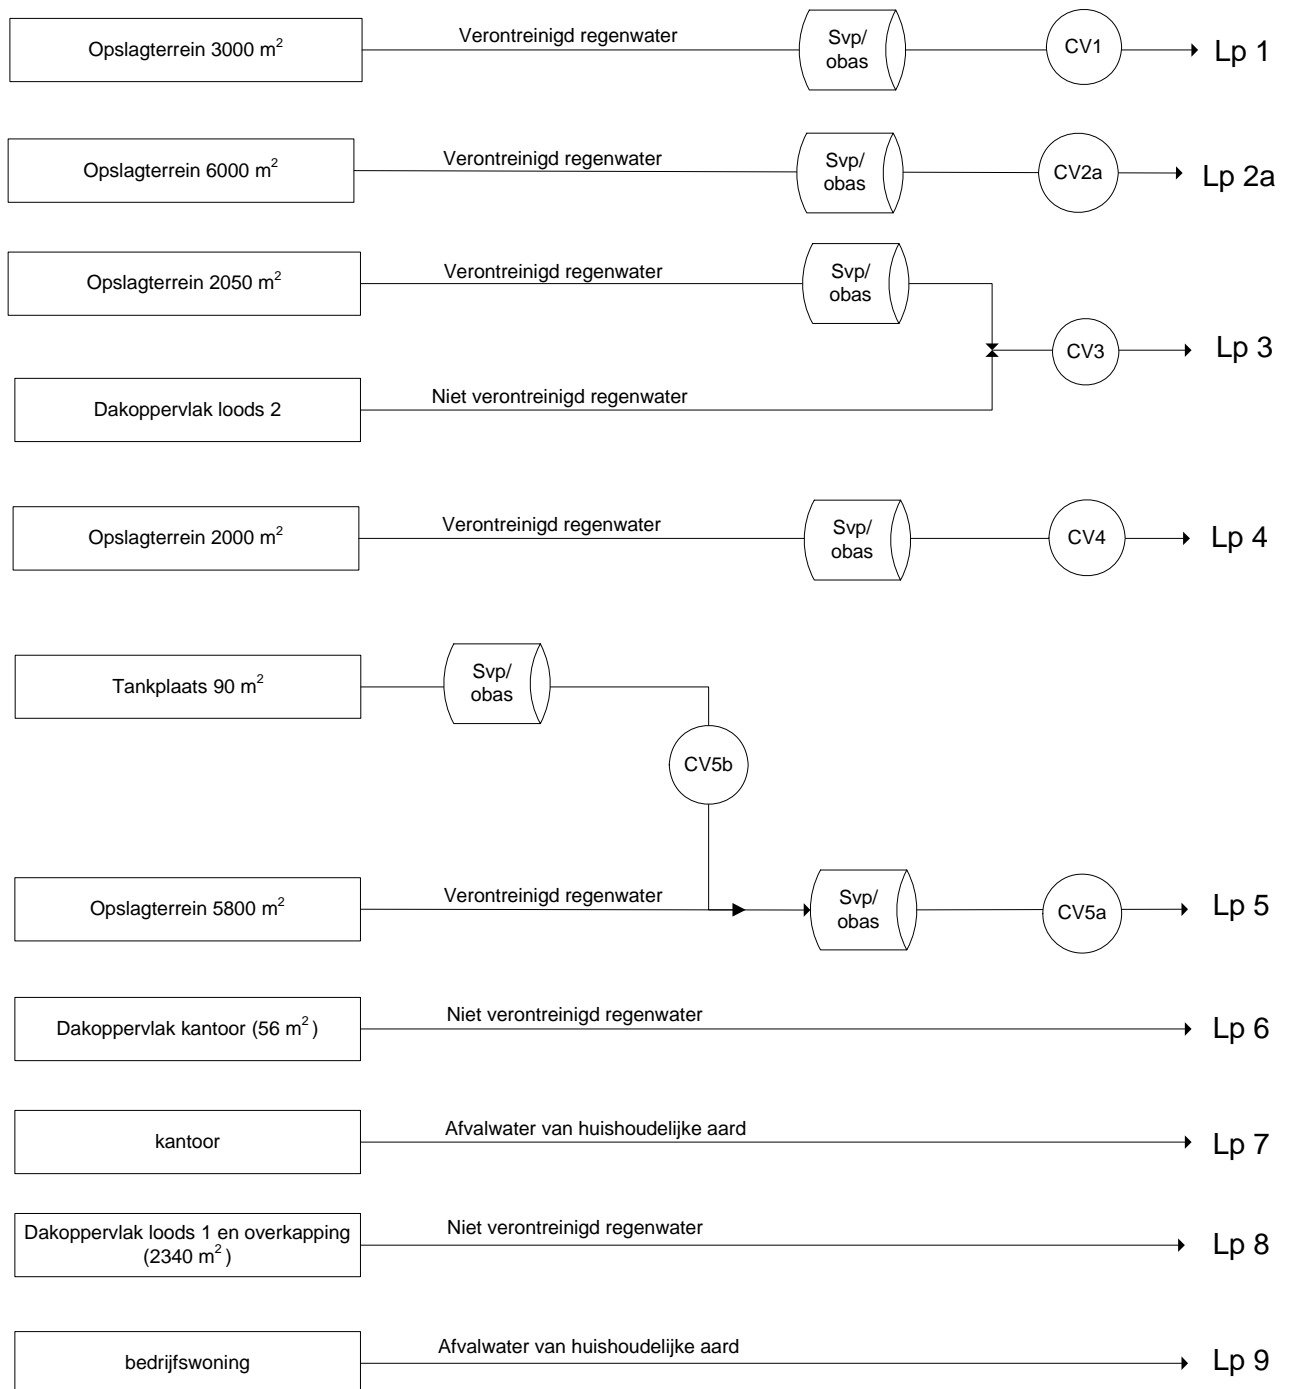 Opslagterrein 3000 m²
Verontreinigd regenwater
Svp/
obas
CV1
Lp 1
Opslagterrein 6000 m²
Verontreinigd regenwater
Svp/
obas
CV2a
Lp 2a
Opslagterrein 2050 m²
Verontreinigd regenwater
Svp/
obas
CV3
Lp 3
Dakoppervlak loods 2
Niet verontreinigd regenwater
Opslagterrein 2000 m²
Verontreinigd regenwater
Svp/
obas
CV4
Lp 4
Tankplaats 90 m²
Svp/
obas
CV5b
Opslagterrein 5800 m²
Verontreinigd regenwater
Svp/
obas
CV5a
Lp 5
Dakoppervlak kantoor (56 m²)
Niet verontreinigd regenwater
Lp 6
kantoor
Afvalwater van huishoudelijke aard
Lp 7
Dakoppervlak loods 1 en overkapping
(2340 m²)
Niet verontreinigd regenwater
Lp 8
bedrijfswoning
Afvalwater van huishoudelijke aard
Lp 9